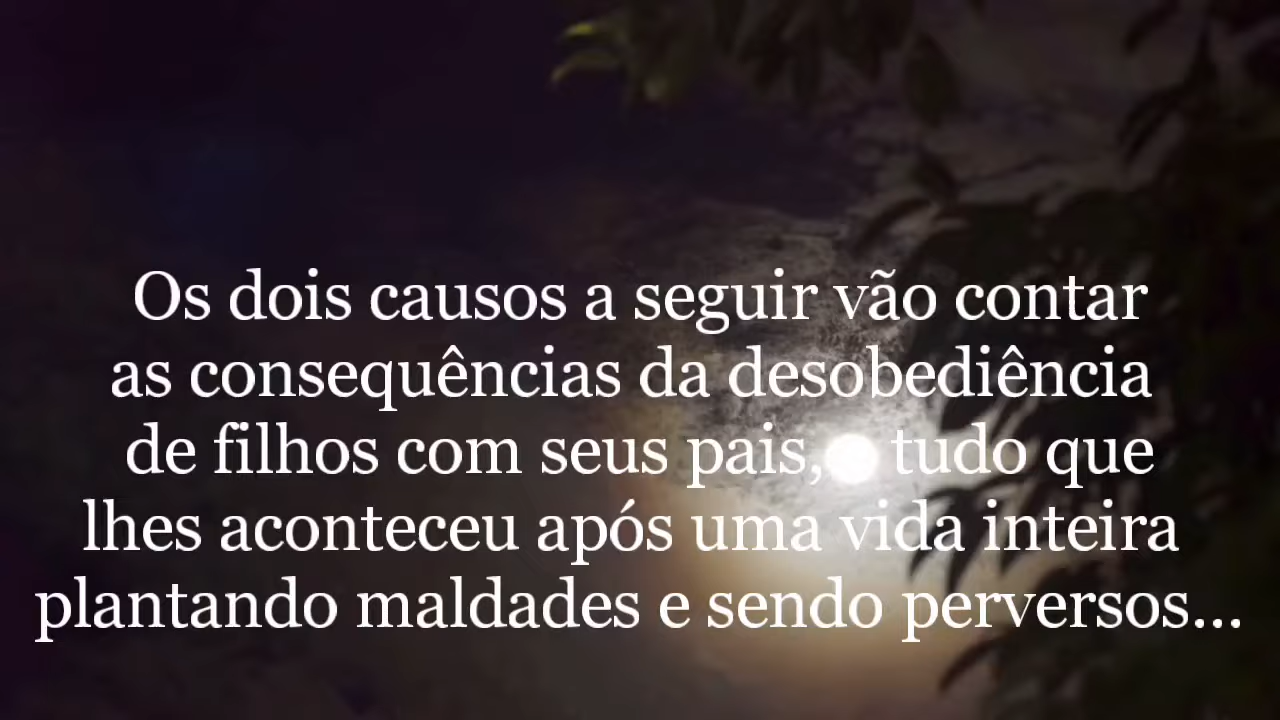 Os dois causos a seguir vão contar
as consequências da desobediência
de filhos com seus pais, tudo que
lhes aconteceu após uma vida inteira
plantando maldades e sendo perversos...